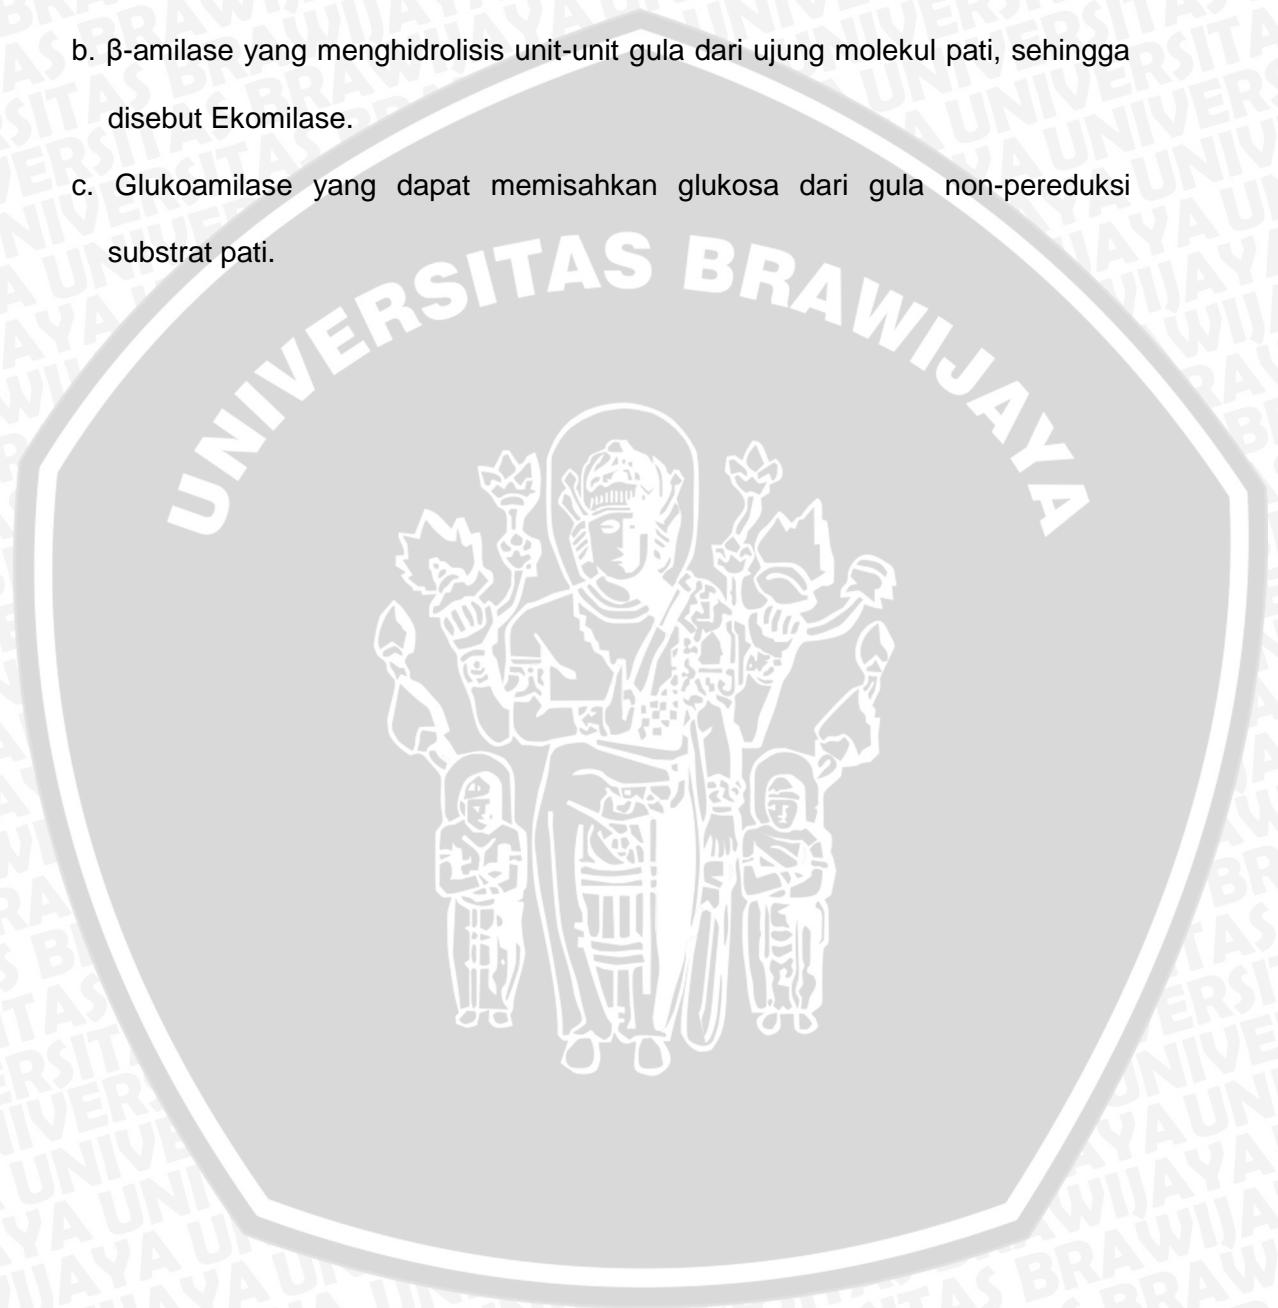 b. β-amilase yang menghidrolisis unit-unit gula dari ujung molekul pati, sehingga
disebut Ekomilase.
c. Glukoamilase yang dapat memisahkan glukosa dari gula non-pereduksi
substrat pati.
UNIVERSITAS BRAWIJAYA